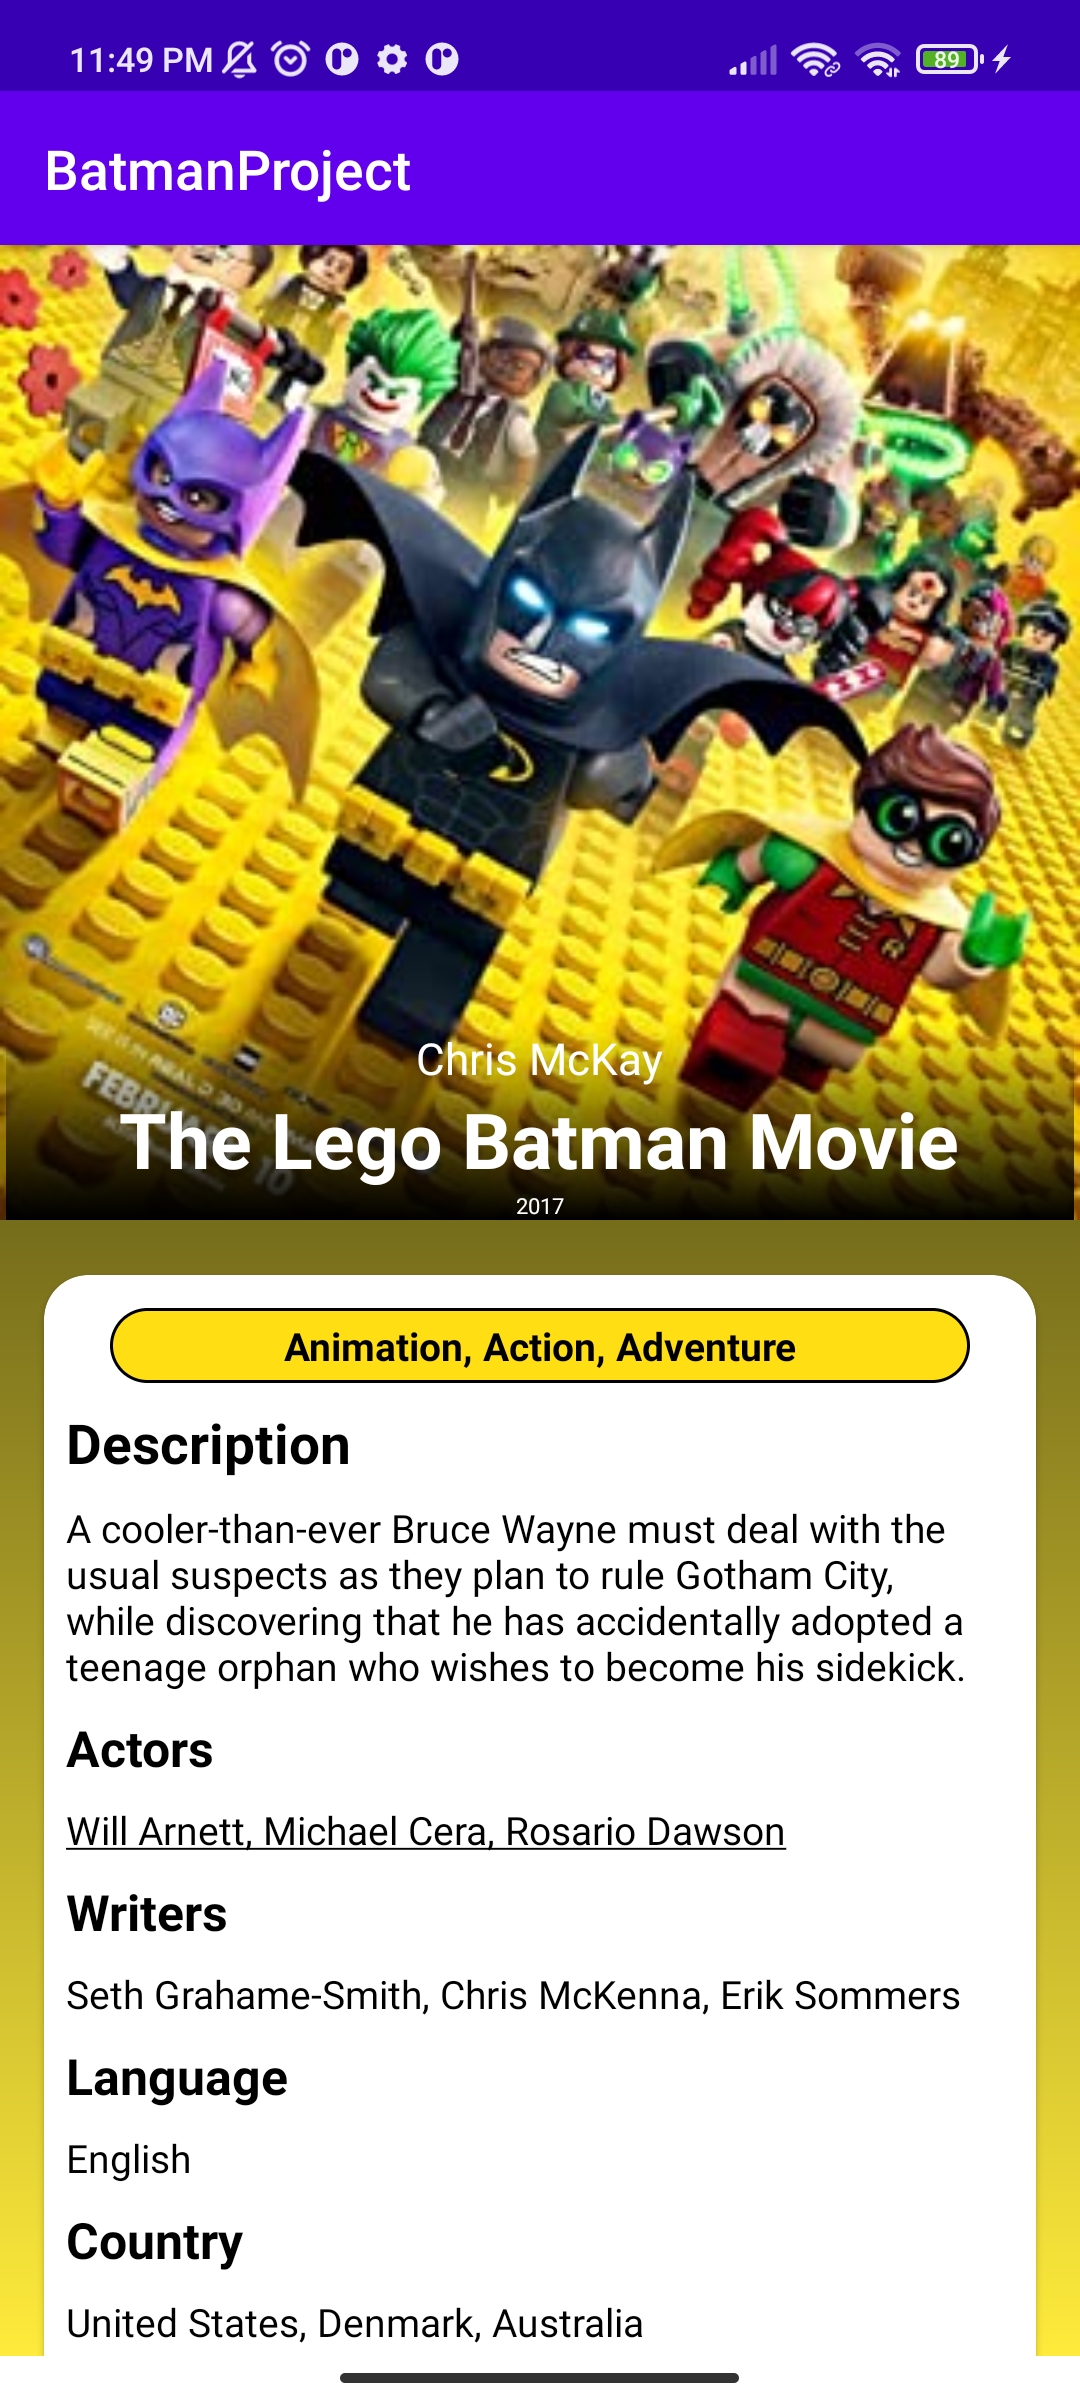 11:49 PM
89
BatmanProject
DC
Chris McKay
The Lego Batman Movie
2017
Animation, Action, Adventure
Description
A cooler-than-ever Bruce Wayne must deal with the
usual suspects as they plan to rule Gotham City,
while discovering that he has accidentally adopted a
teenage orphan who wishes to become his sidekick.
Actors
Will Arnett, Michael Cera, Rosario Dawson
Writers
Seth Grahame-Smith, Chris McKenna, Erik Sommers
Language
English
Country
United States, Denmark, Australia